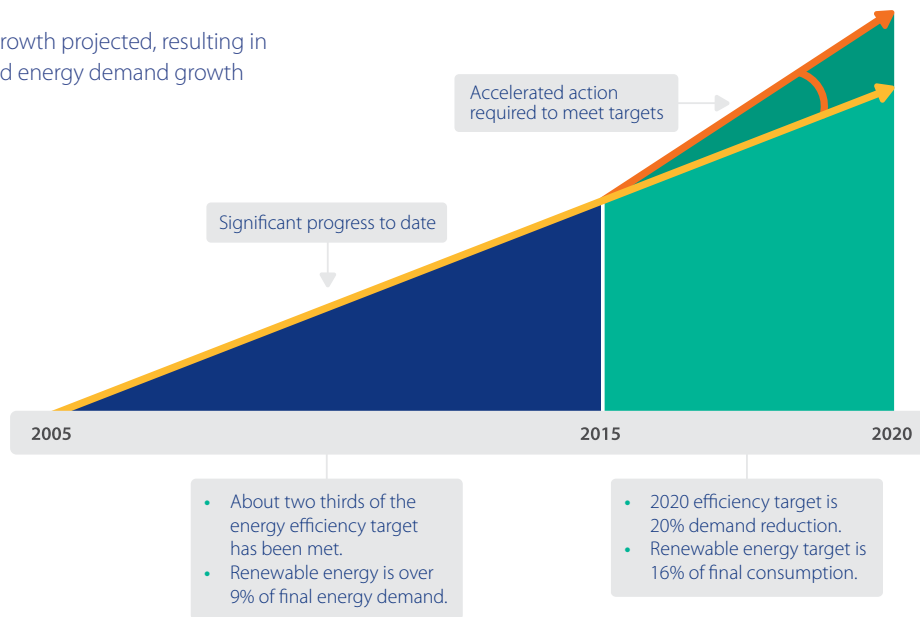 rowth projected, resulting in
d energy demand growth
Accelerated action
required to meet targets
Significant progress to date
2005
2015
2020
• About two thirds of the
energy efficiency target
has been met.
• Renewable energy is over
9% of final energy demand.
• 2020 efficiency target is
20% demand reduction.
• Renewable energy target is
16% of final consumption.